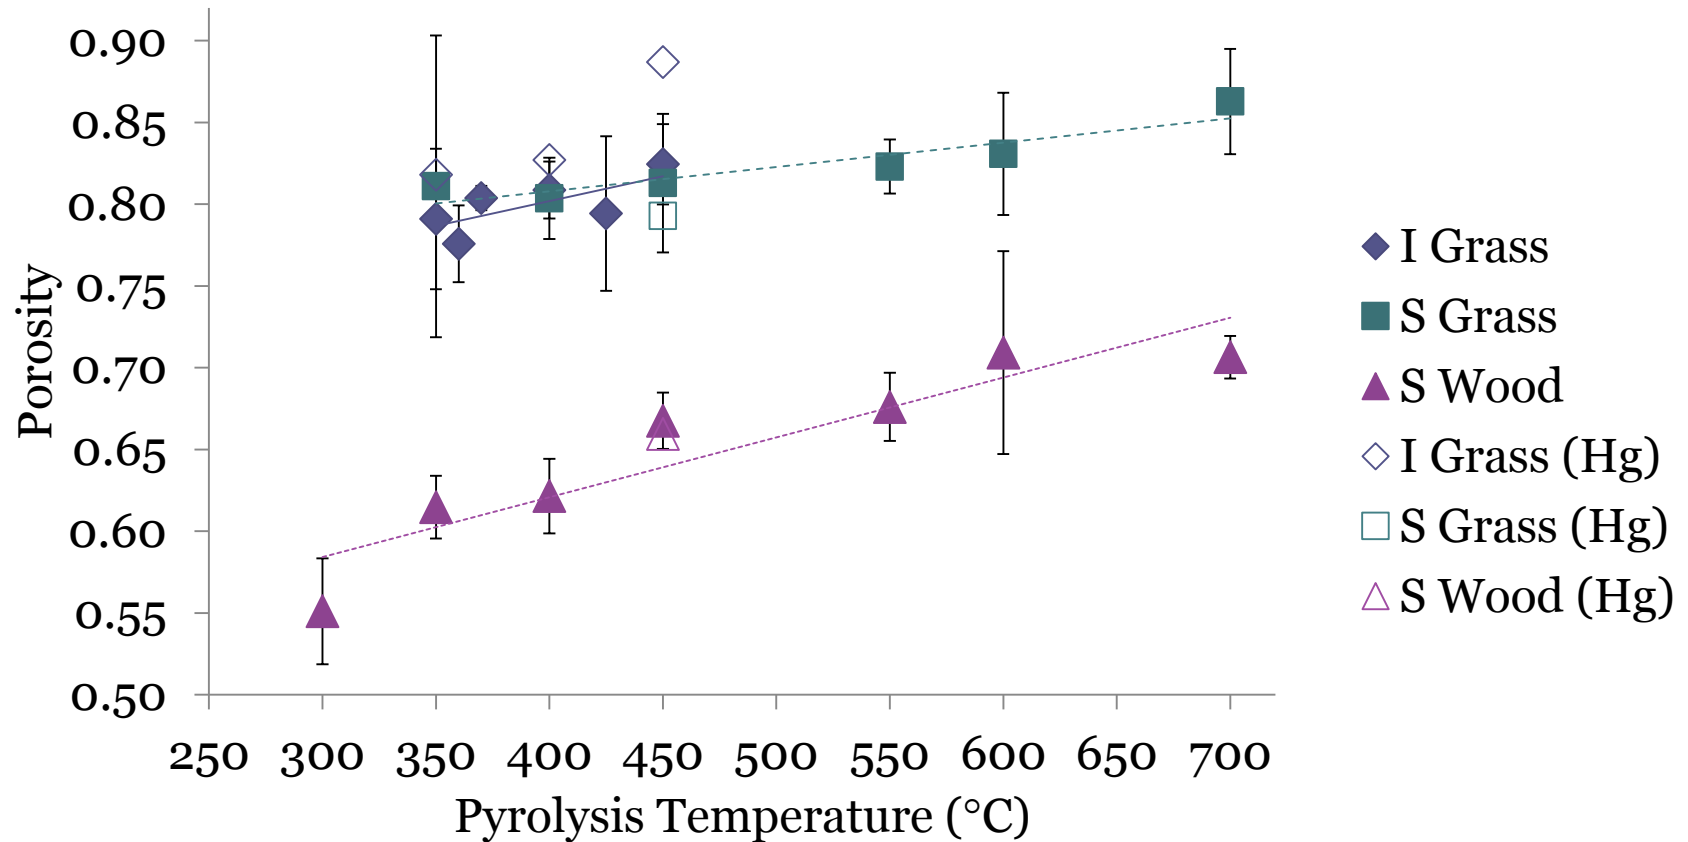 0.90
0.85
0.80
0.75
0.70
0.65
0.60
0.55
0.50
Porosity
250 300 350 400 450 500 550 600 650 700
Pyrolysis Temperature (°C)
I Grass
S Grass
S Wood
I Grass (Hg)
S Grass (Hg)
S Wood (Hg)